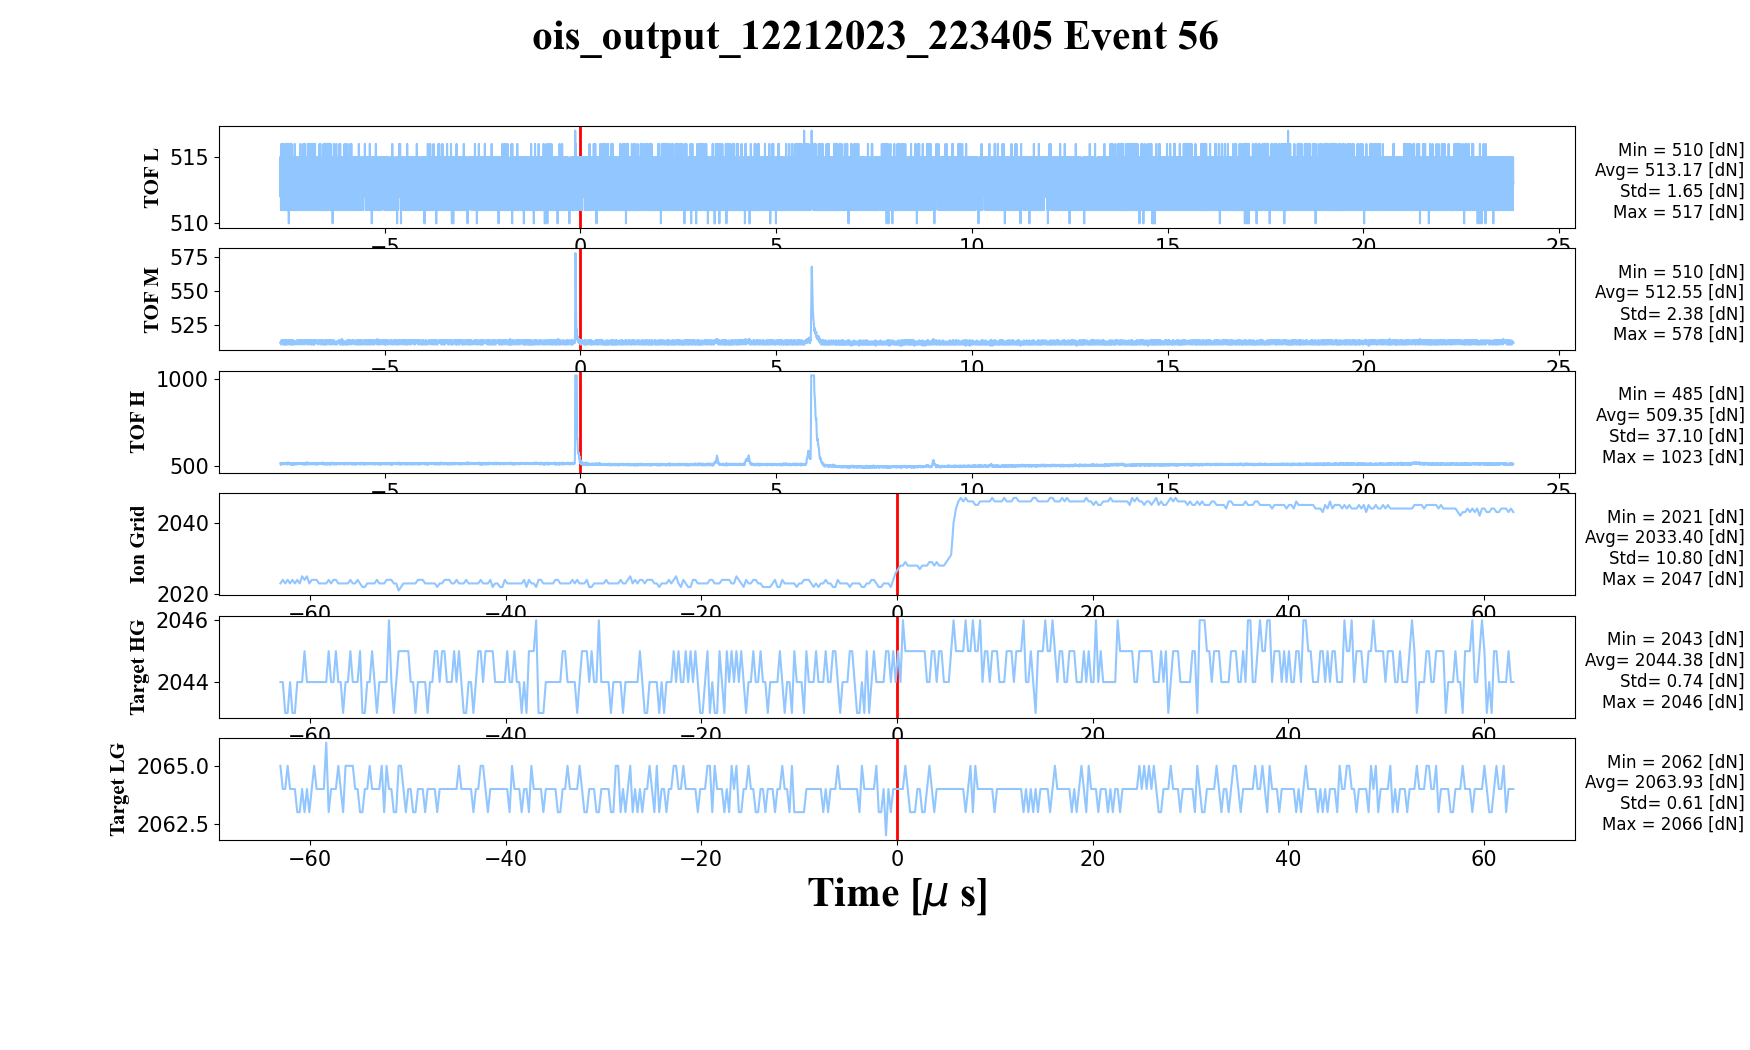 ois_output_12212023_223405 Event 56
TOF L
515
510
−5 0 5 10 15 20 25
Min = 510 [dN]
Avg= 513.17 [dN]
Std= 1.65 [dN]
Max = 517 [dN]
TOF M
575
550
525
−5 0 5 10 15 20 25
Min = 510 [dN]
Avg= 512.55 [dN]
Std= 2.38 [dN]
Max = 578 [dN]
TOF H
1000
500
−5 0 5 10 15 20 25
Min = 485 [dN]
Avg= 509.35 [dN]
Std= 37.10 [dN]
Max = 1023 [dN]
Ion Grid
2040
2020
−60 −40 −20 0 20 40 60
Min = 2021 [dN]
Avg= 2033.40 [dN]
Std= 10.80 [dN]
Max = 2047 [dN]
Target HG
2046
2044
−60 −40 −20 0 20 40 60
Min = 2043 [dN]
Avg= 2044.38 [dN]
Std= 0.74 [dN]
Max = 2046 [dN]
Target LG
2065.0
2062.5
−60 −40 −20 0 20 40 60
Min = 2062 [dN]
Avg= 2063.93 [dN]
Std= 0.61 [dN]
Max = 2066 [dN]
Time [μ s]